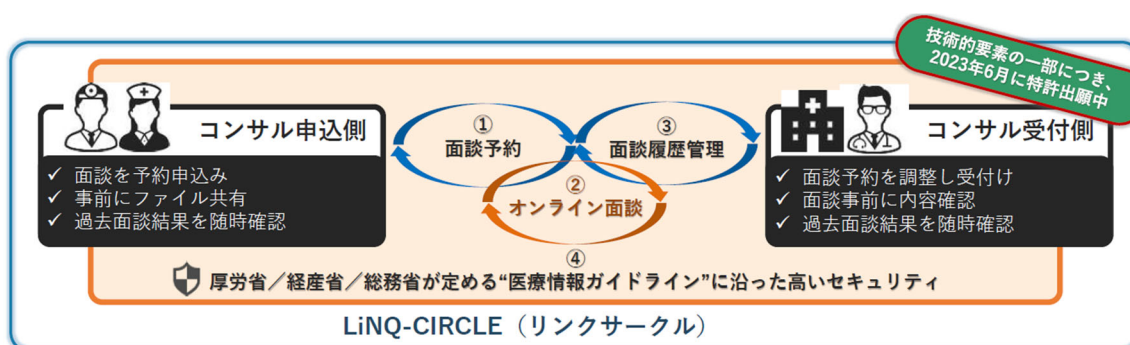 技術的要素の一部につき、
2023年6月に特許出願中
コンサル申込側
✓ 面談を予約申込み
✓ 事前にファイル共有
✓ 過去面談結果を随時確認
①
面談予約
③
面談履歴管理
②
オンライン面談
コンサル受付側
✓ 面談予約を調整し受付け
✓ 面談事前に内容確認
✓ 過去面談結果を随時確認
④
厚労省／経産省／総務省が定める“医療情報ガイドライン”に沿った高いセキュリティ
LiNQ-CIRCLE（リンクサークル）